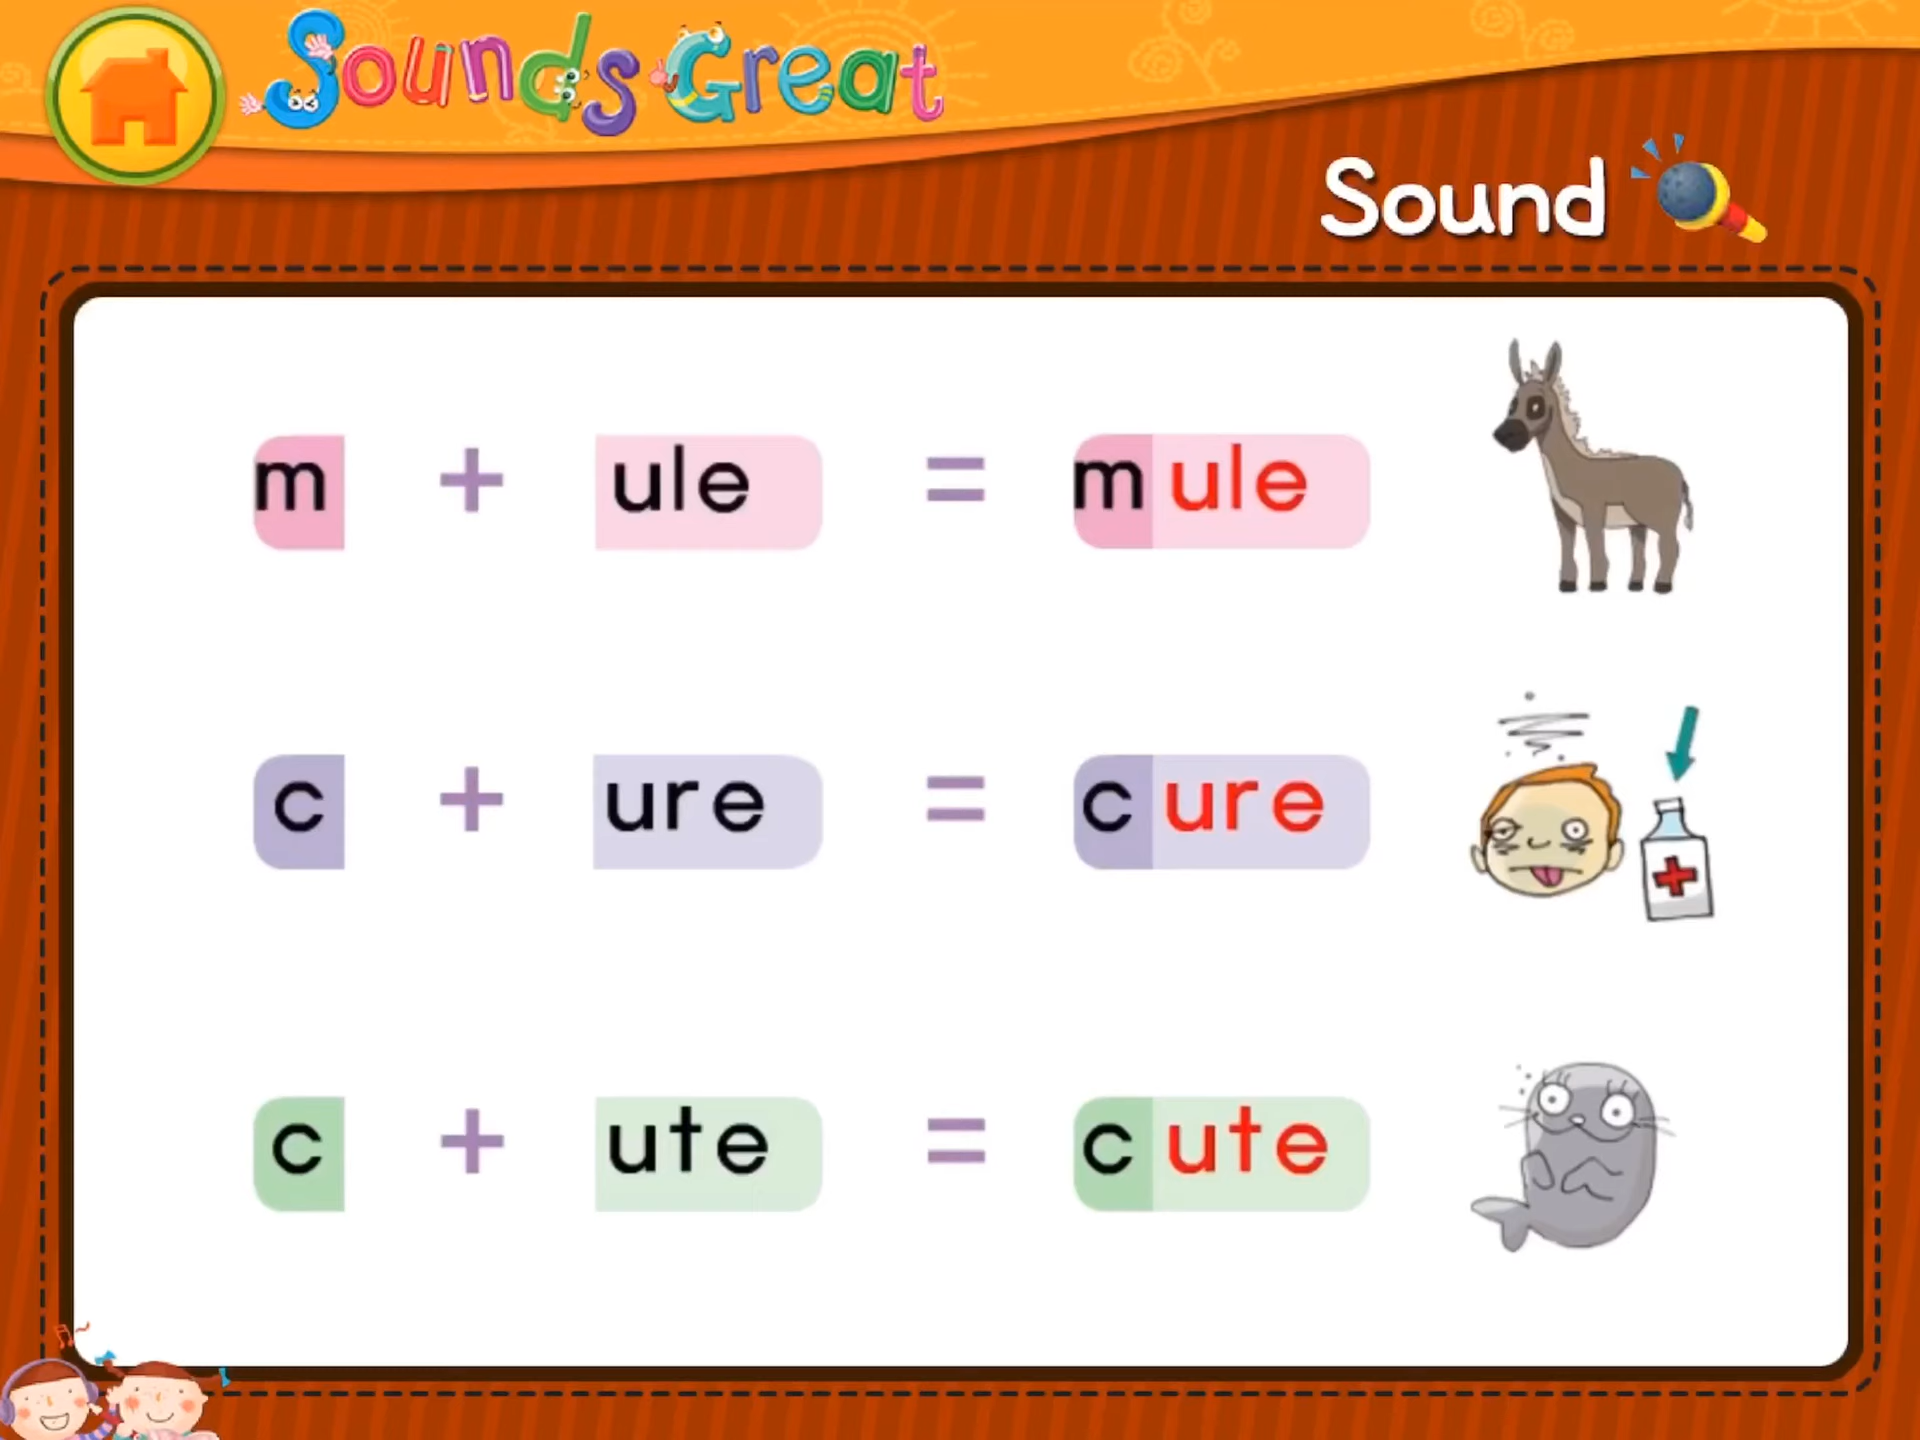 Sounds Great
Sound
m + ule = mule
c + ure = cure
c + ute = cute